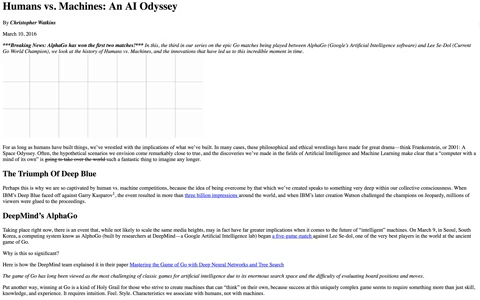 Humans vs. Machines: An AI Odyssey
By Christopher Watkins
March 10, 2016
***Breaking News: AlphaGo has won the first two matches!*** In this, the third in our series on the epic Go matches being played between AlphaGo (Google's Artificial Intelligence software) and Lee Se-dol (Current
Go World Champion), we look at the history of Humans vs. Machines, and the innovations that have led us to this incredible moment in time.
For as long as humans have built things, we've wrestled with the implications of what we've built. In many cases, these philosophical and ethical wrestlings have made for great drama—think Frankenstein, or 2001: A
Space Odyssey. Often, the hypothetical scenarios we envision come remarkably close to true, and the discoveries we've made in the fields of Artificial Intelligence and Machine Learning make clear that a "computer with
a mind of its own" is going to take over the world such a fantastic thing to imagine any longer.
The Triumph Of Deep Blue
Perhaps this is why we are so captivated by human vs. machine competitions, because the idea of being overcome by that which we've created speaks to something very deep within our collective consciousness. When
IBM's Deep Blue faced off against Garry Kasparov², the event resulted in more than three billion impressions around the world, and when IBM's later creation Watson challenged the champions on Jeopardy, millions of
viewers were glued to the proceedings.
DeepMind's AlphaGo
Taking place right now, there is an event that, while not likely to scale the same media heights, may in fact have far greater implications when it comes to the future of "intelligent" machines. On March 9, in Seoul, South
Korea, a computing system know as AlphaGo (built by researchers at DeepMind—a Google Artificial Intelligence lab) began a five-game match against Lee Se-dol, one of the very best players in the world at the ancient
game of Go.
Why is this so significant?
Here is how the DeepMind team explained it in their paper Mastering the Game of Go with Deep Neural Networks and Tree Search
The game of Go has long been viewed as the most challenging of classic games for artificial intelligence due to its enormous search space and the difficulty of evaluating board positions and moves.
Put another way, winning at Go is a kind of Holy Grail for those who strive to create machines that can "think" on their own, because success at this uniquely complex game seems to require something more than just skill,
knowledge, and experience. It requires intuition. Feel. Style. Characteristics we associate with humans, not with machines.